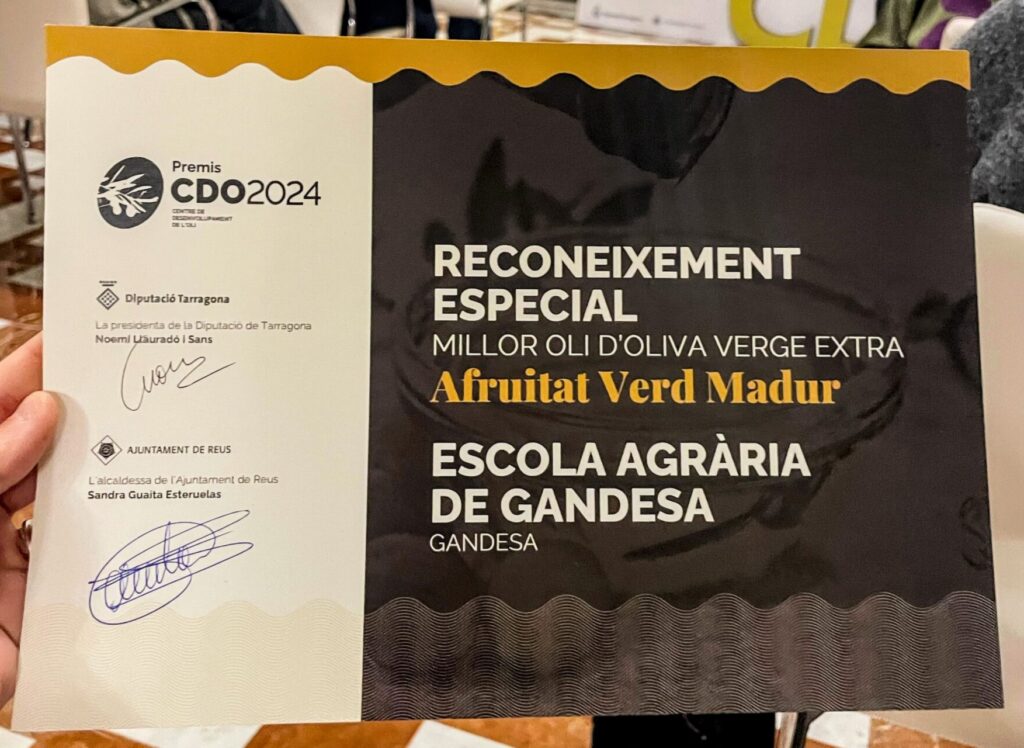 Premis
CDO2024
CENTRE DE
DESENVOLUPAMENT
DE L'OLI
Diputació Tarragona
La presidenta de la Diputació de Tarragona
Noemí Llauradó i Sans
AJUNTAMENT DE REUS
L'alcaldessa de l'Ajuntament de Reus
Sandra Guaita Esteruelas
RECONEIXEMENT
ESPECIAL
MILLOR OLI D'OLIVA VERGE EXTRA
Afruitat Verd Madur
ESCOLA AGRÀRIA
DE GANDESA
GANDESA